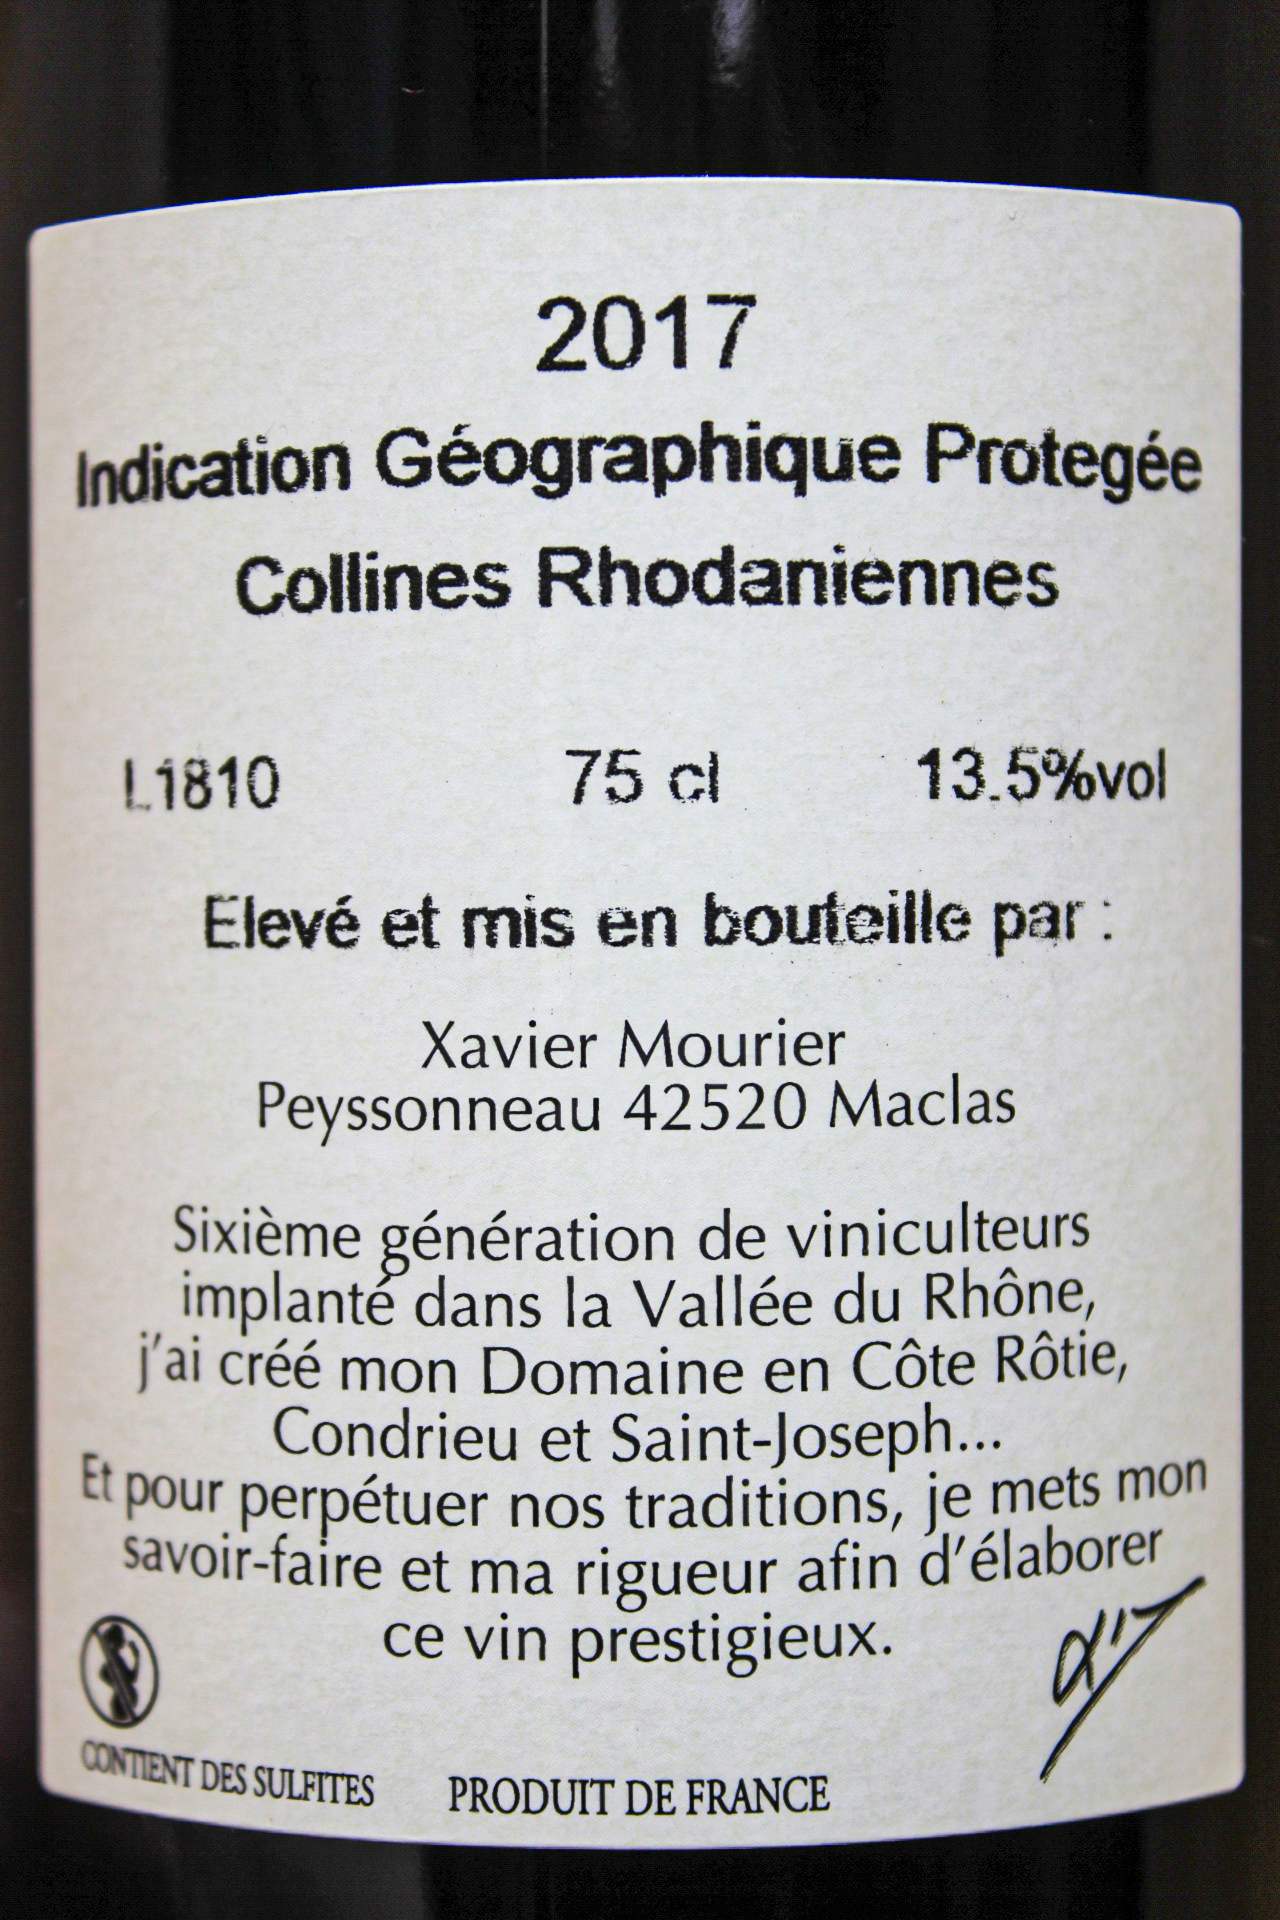 2017
Indication Géographique Protegée
Collines Rhodaniennes
L1810 75 cl 13.5%vol
Elevé et mis en bouteille par :
Xavier Mourier
Peyssonneau 42520 Maclas
Sixième génération de viniculteurs
implanté dans la Vallée du Rhône,
j'ai créé mon Domaine en Côte Rôtie,
Condrieu et Saint-Joseph...
Et pour perpétuer nos traditions, je mets mon
savoir-faire et ma rigueur afin d'élaborer
ce vin prestigieux.
CONTIENT DES SULFITES PRODUIT DE FRANCE